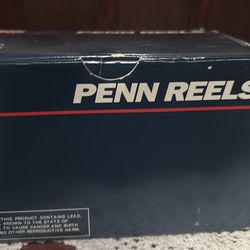 PENN REELS
THIS PRODUCT CONTAINS LEAD,
KNOWN TO THE STATE OF
TO CAUSE CANCER AND BIRTH
OTHER REPRODUCTIVE HARM.